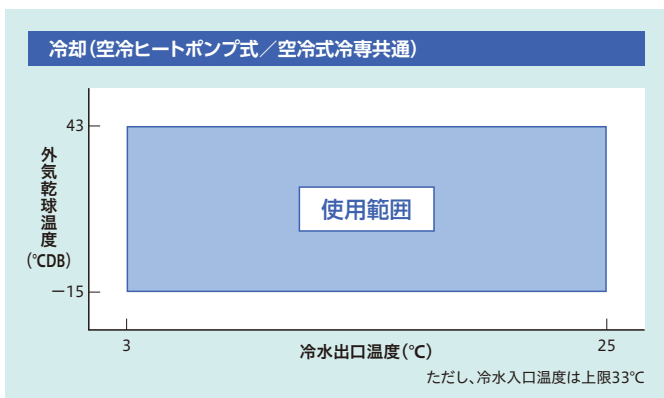 冷却（空冷ヒートポンプ式／空冷式冷専共通）
43
外気乾球温度
（℃DB）
使用範囲
－15
3
冷水出口温度（℃）
25
ただし、冷水入口温度は上限33℃